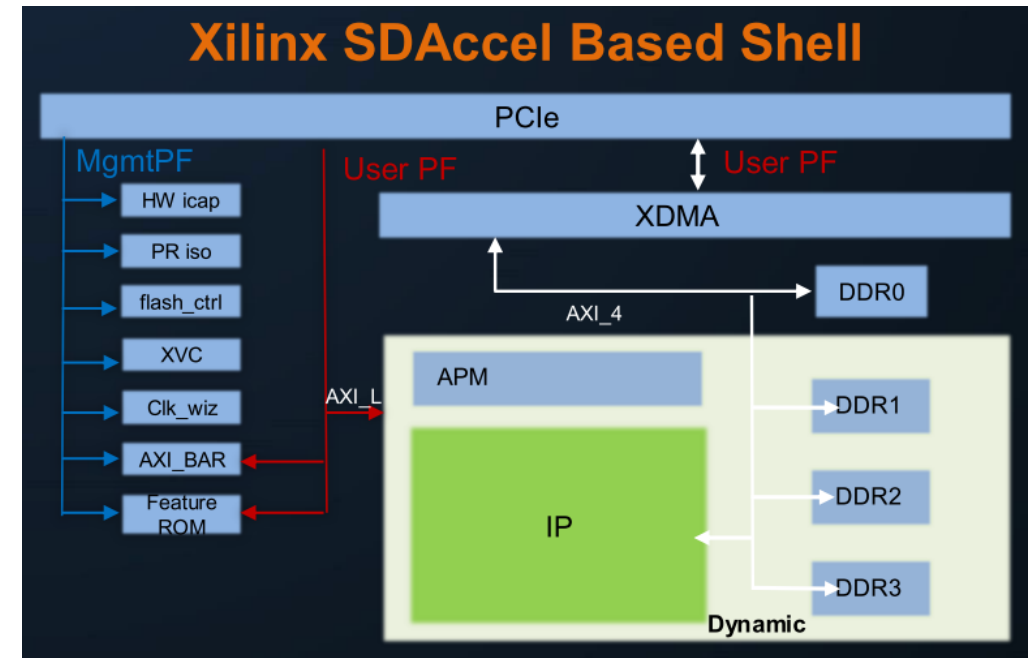 Xilinx SDAccel Based Shell
PCIe
MgmtPF
User PF
User PF
HW icap
XDMA
PR iso
flash_ctrl
DDR0
AXI_4
XVC
APM
AXI_L
Clk_wiz
DDR1
AXI_BAR
Feature
ROM
DDR2
IP
DDR3
Dynamic